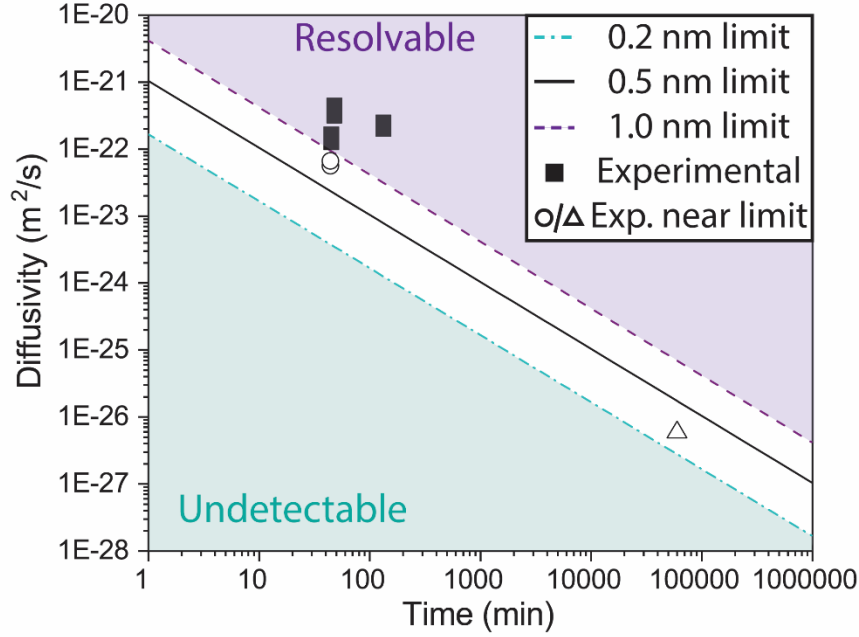 1E-20
1E-21
1E-22
1E-23
1E-24
1E-25
1E-26
1E-27
1E-28
Diffusivity (m²/s)
Resolvable
Undetectable
0.2 nm limit
0.5 nm limit
1.0 nm limit
Experimental
○/△ Exp. near limit
1 10 100 1000 10000 100000 1000000
Time (min)